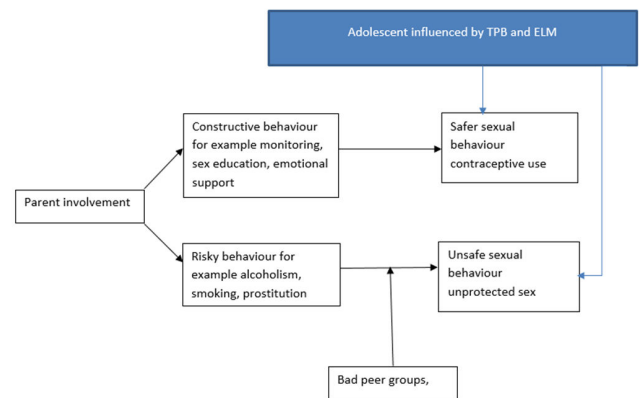 Adolescent influenced by TPB and ELM
Constructive behaviour
for example monitoring,
sex education, emotional
support
Safer sexual
behaviour
contraceptive use
Parent involvement
Risky behaviour for
example alcoholism,
smoking, prostitution
Unsafe sexual
behaviour
unprotected sex
Bad peer groups,